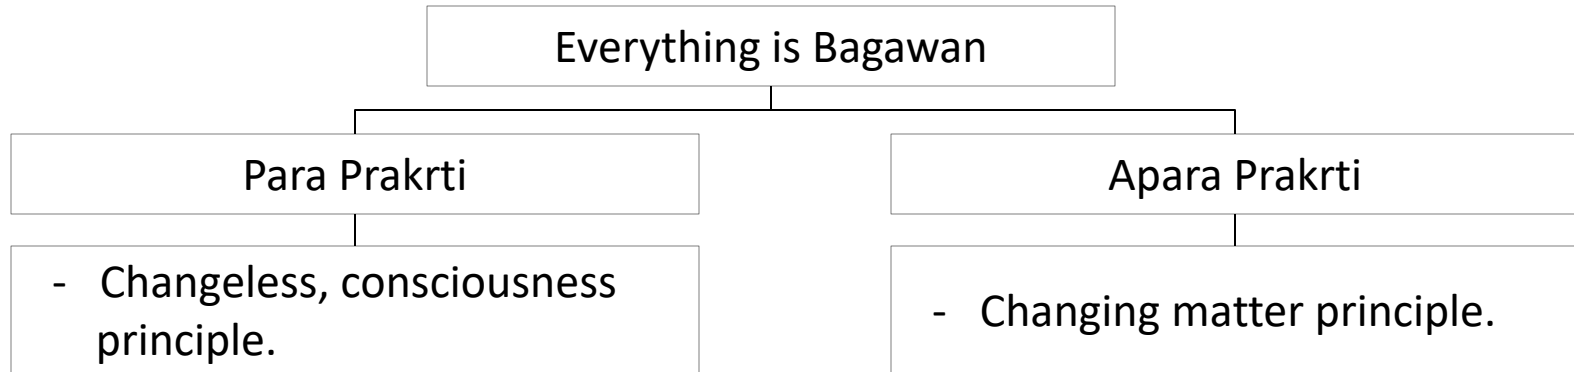 Everything is Bagawan
Para Prakrti
Apara Prakrti
- Changeless, consciousness
principle.
- Changing matter principle.